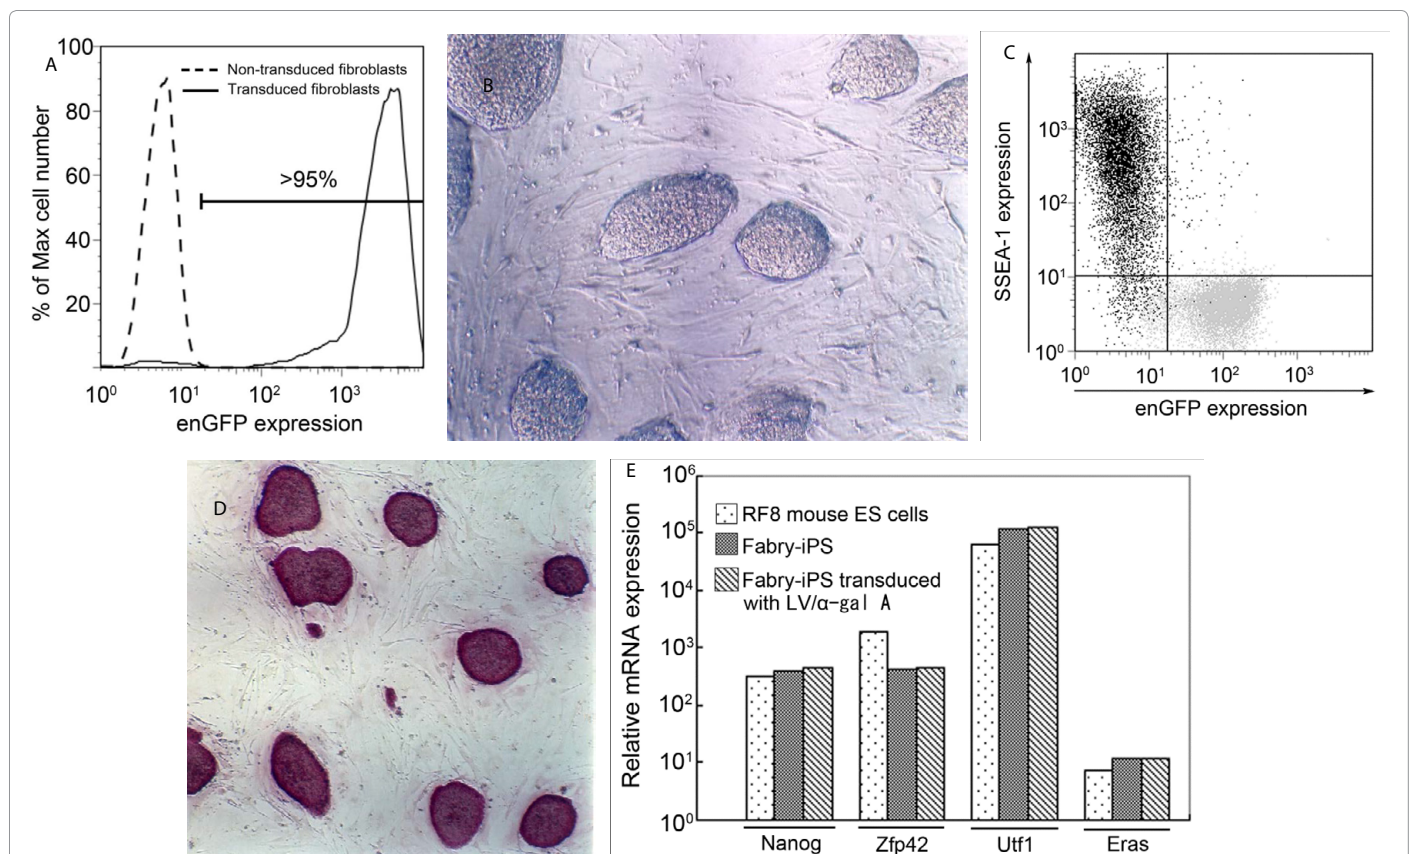 A
100
80
60
40
20
% of Max cell number
Non-transduced fibroblasts
Transduced fibroblasts
>95%
10⁰ 10¹ 10² 10³
enGFP expression
B
C
SSEA-1 expression
10³
10²
10¹
10⁰
10⁰ 10¹ 10² 10³
enGFP expression
D
E
Relative mRNA expression
10⁶
10⁵
10⁴
10³
10²
10¹
10⁰
RF8 mouse ES cells
Fabry-iPS
Fabry-iPS transduced
with LV/α-gal A
Nanog Zfp42 Utf1 Eras